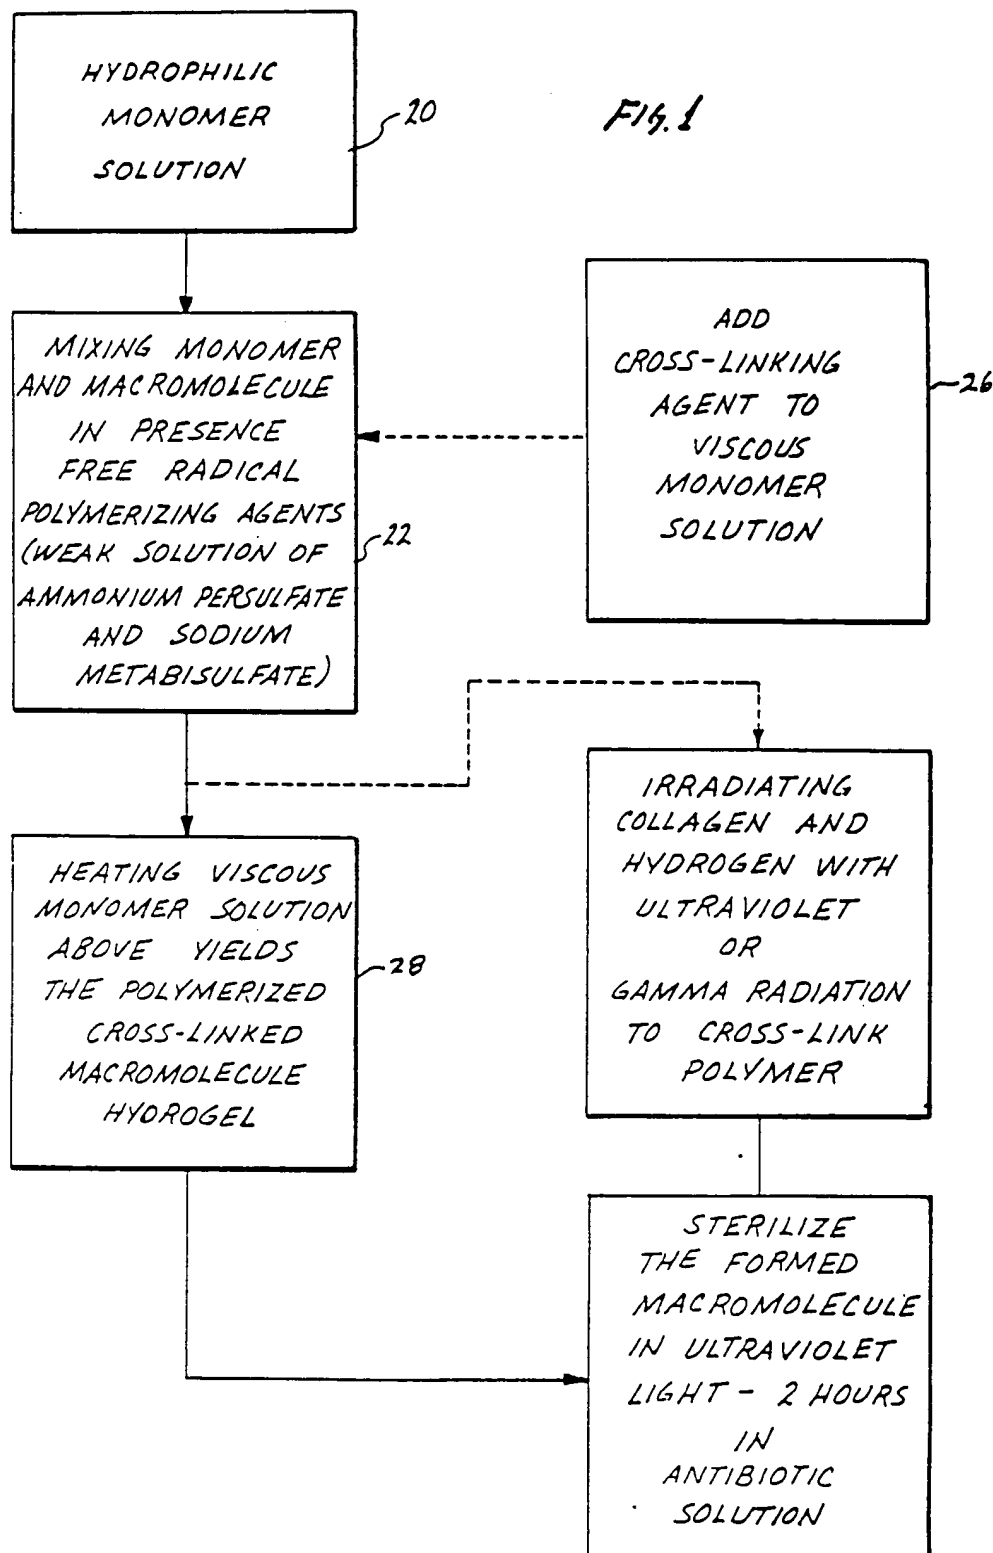 HYDROPHILIC
MONOMER
SOLUTION
20
FIG. 1
MIXING MONOMER
AND MACROMOLECULE
IN PRESENCE
FREE RADICAL
POLYMERIZING AGENTS
(WEAK SOLUTION OF
AMMONIUM PERSULFATE
AND SODIUM
METABISULFATE)
22
ADD
CROSS-LINKING
AGENT TO
VISCOUS
MONOMER
SOLUTION
26
HEATING VISCOUS
MONOMER SOLUTION
ABOVE YIELDS
THE POLYMERIZED
CROSS-LINKED
MACROMOLECULE
HYDROGEL
28
IRRADIATING
COLLAGEN AND
HYDROGEN WITH
ULTRAVIOLET
OR
GAMMA RADIATION
TO CROSS-LINK
POLYMER
STERILIZE
THE FORMED
MACROMOLECULE
IN ULTRAVIOLET
LIGHT - 2 HOURS
IN
ANTIBIOTIC
SOLUTION